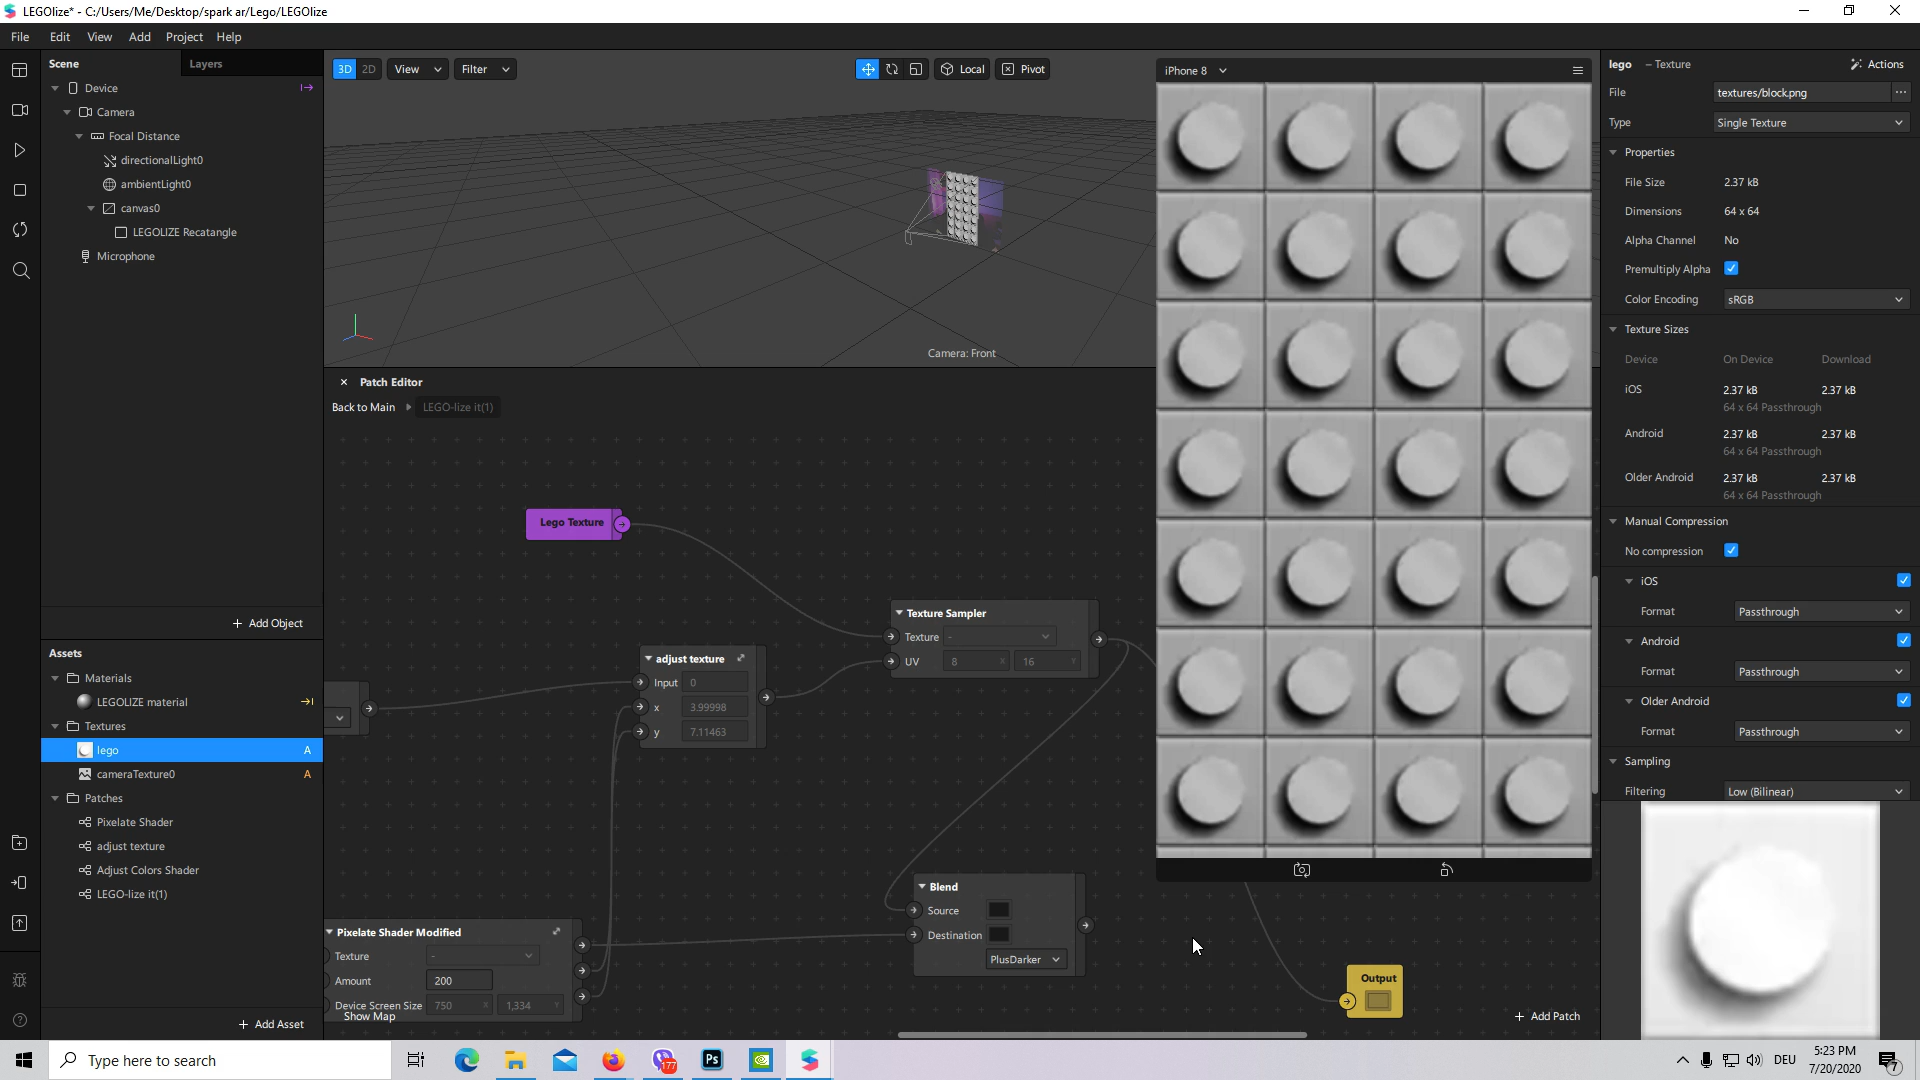 LEGOlize* - C:/Users/Me/Desktop/spark ar/Lego/LEGOlize
File Edit View Add Project Help
Scene Layers
Device
Camera
Focal Distance
directionalLight0
ambientLight0
canvas0
LEGOLIZE Recatangle
Microphone
+ Add Object
Assets
Materials
LEGOLIZE material
Textures
lego A
cameraTexture0 A
Patches
Pixelate Shader
adjust texture
Adjust Colors Shader
LEGO-lize it(1)
+ Add Asset
3D 2D View Filter Local Pivot
Camera: Front
Patch Editor
Back to Main LEGO-lize it(1)
Lego Texture
Texture Sampler
Texture -
UV 8 X 16 Y
adjust texture
Input 0
x 3.99998
y 7.11463
Blend
Source
Destination
PlusDarker
Pixelate Shader Modified
Texture -
Amount 200
Device Screen Size 750 X 1,334 Y
Show Map
Output
+ Add Patch
iPhone 8
lego – Texture Actions
File textures/block.png ...
Type Single Texture
Properties
File Size 2.37 kB
Dimensions 64 x 64
Alpha Channel No
Premultiply Alpha
Color Encoding sRGB
Texture Sizes
Device On Device Download
iOS 2.37 kB 2.37 kB
64 x 64 Passthrough
Android 2.37 kB 2.37 kB
64 x 64 Passthrough
Older Android 2.37 kB 2.37 kB
64 x 64 Passthrough
Manual Compression
No compression
iOS
Format Passthrough
Android
Format Passthrough
Older Android
Format Passthrough
Sampling
Filtering Low (Bilinear)
Type here to search
177
Ps
DEU
5:23 PM
7/20/2020
7